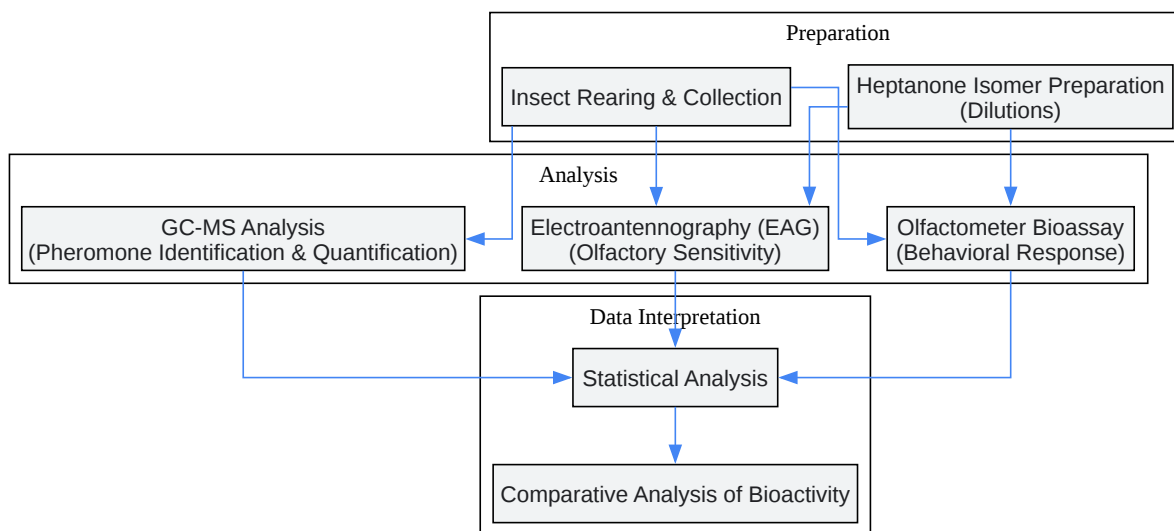 Preparation
Insect Rearing & Collection
Heptanone Isomer Preparation
(Dilutions)
Analysis
GC-MS Analysis
(Pheromone Identification & Quantification)
Electroantennography (EAG)
(Olfactory Sensitivity)
Olfactometer Bioassay
(Behavioral Response)
Data Interpretation
Statistical Analysis
Comparative Analysis of Bioactivity